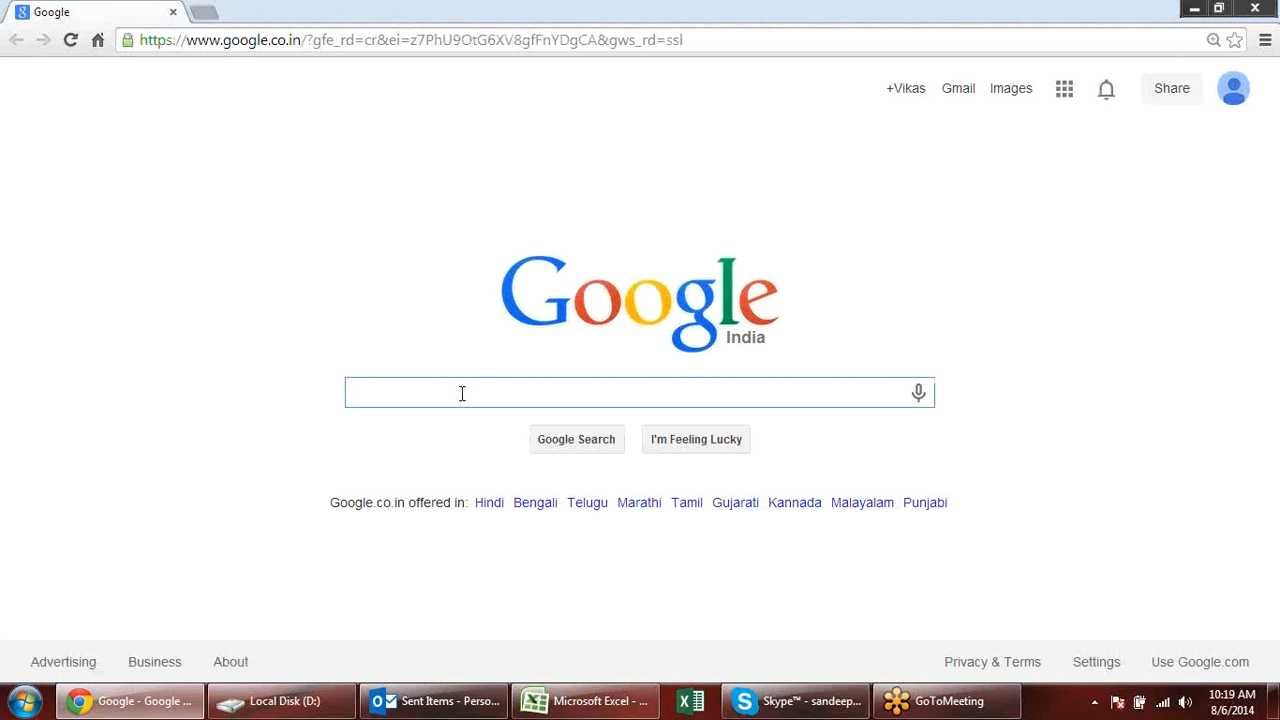 Google
https://www.google.co.in/?gfe_rd=cr&ei=z7PhU9OtG6XV8gfFnYDgCA&gws_rd=ssl
+Vikas Gmail Images Share
Google
India
Google Search I'm Feeling Lucky
Google.co.in offered in: Hindi Bengali Telugu Marathi Tamil Gujarati Kannada Malayalam Punjabi
Advertising Business About Privacy & Terms Settings Use Google.com
Google - Google ... Local Disk (D:) Sent Items - Perso... Microsoft Excel - ... Skype™ - sandeep... GoToMeeting 10:19 AM
8/6/2014